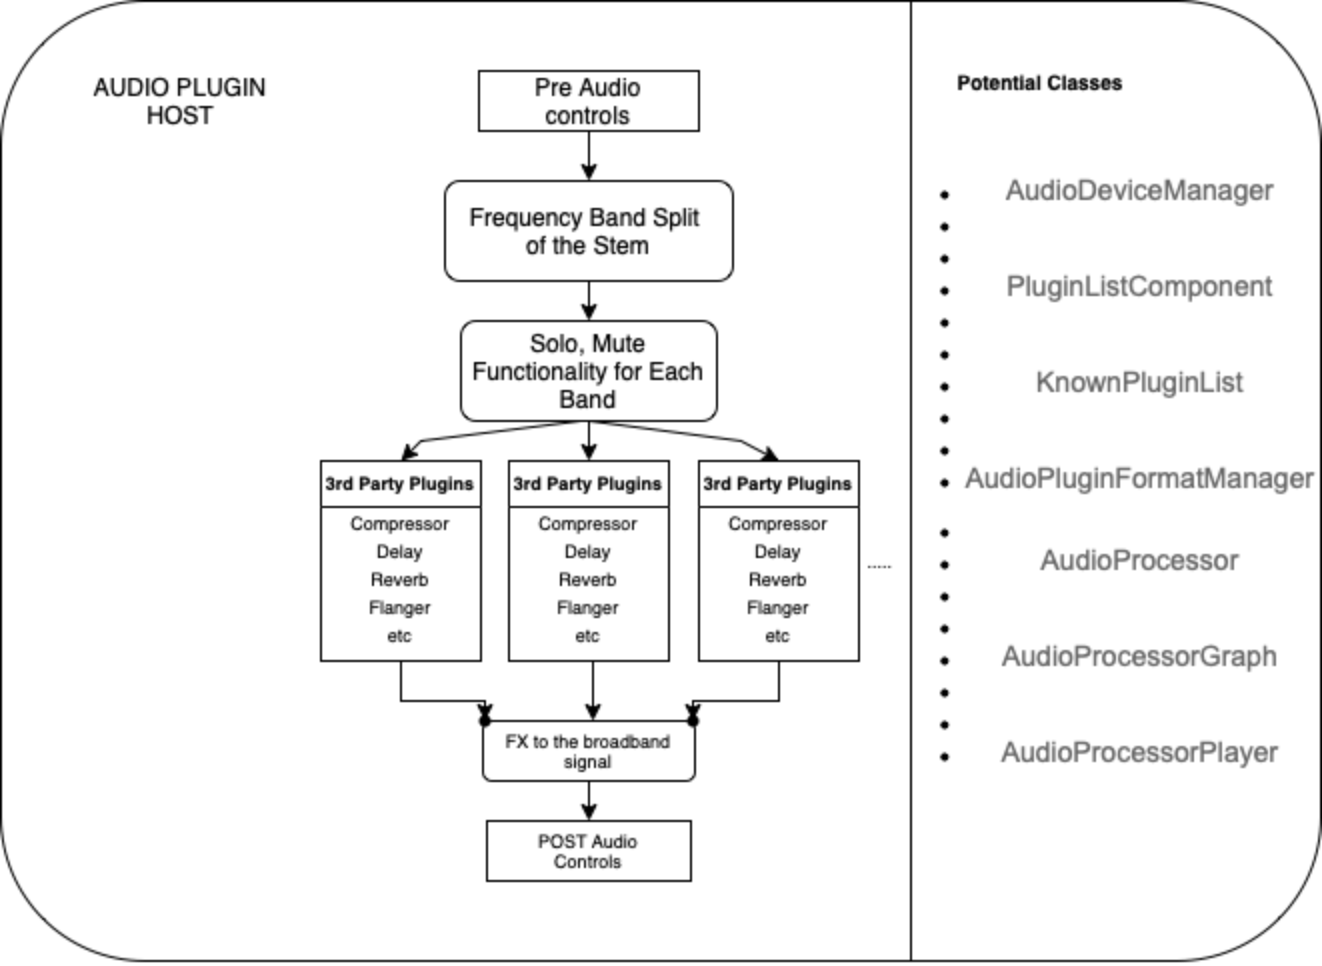 AUDIO PLUGIN
HOST
Pre Audio
controls
Frequency Band Split
of the Stem
Solo, Mute
Functionality for Each
Band
3rd Party Plugins
Compressor
Delay
Reverb
Flanger
etc
3rd Party Plugins
Compressor
Delay
Reverb
Flanger
etc
3rd Party Plugins
Compressor
Delay
Reverb
Flanger
etc
.....
FX to the broadband
signal
POST Audio
Controls
Potential Classes
AudioDeviceManager
PluginListComponent
KnownPluginList
AudioPluginFormatManager
AudioProcessor
AudioProcessorGraph
AudioProcessorPlayer